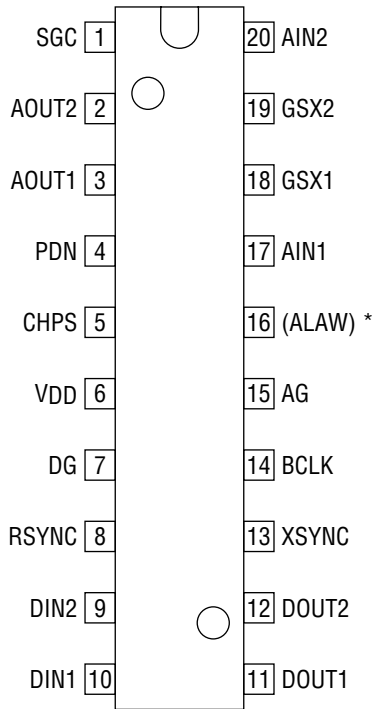 SGC 1 20 AIN2
AOUT2 2 19 GSX2
AOUT1 3 18 GSX1
PDN 4 17 AIN1
CHPS 5 16 (ALAW) *
VDD 6 15 AG
DG 7 14 BCLK
RSYNC 8 13 XSYNC
DIN2 9 12 DOUT2
DIN1 10 11 DOUT1